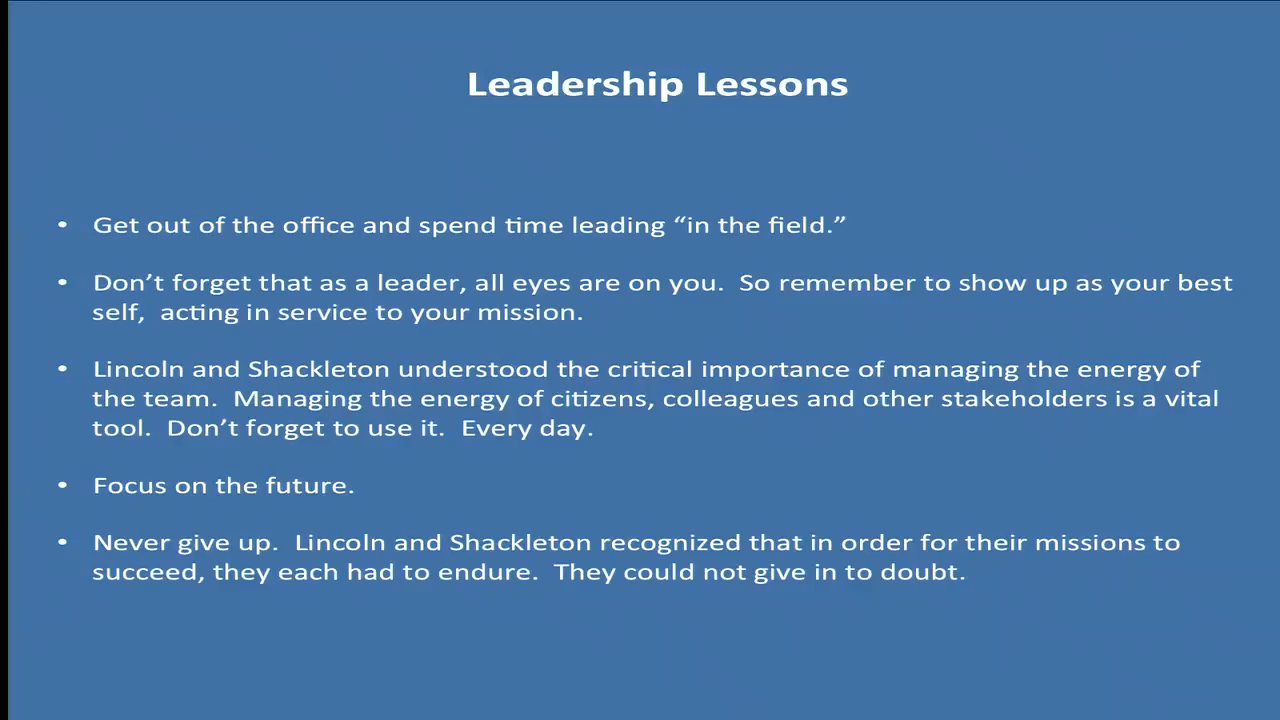 Leadership Lessons
• Get out of the office and spend time leading “in the field.”
• Don’t forget that as a leader, all eyes are on you.  So remember to show up as your best
self,  acting in service to your mission.
• Lincoln and Shackleton understood the critical importance of managing the energy of
the team.  Managing the energy of citizens, colleagues and other stakeholders is a vital
tool.  Don’t forget to use it.  Every day.
• Focus on the future.
• Never give up.  Lincoln and Shackleton recognized that in order for their missions to
succeed, they each had to endure.  They could not give in to doubt.